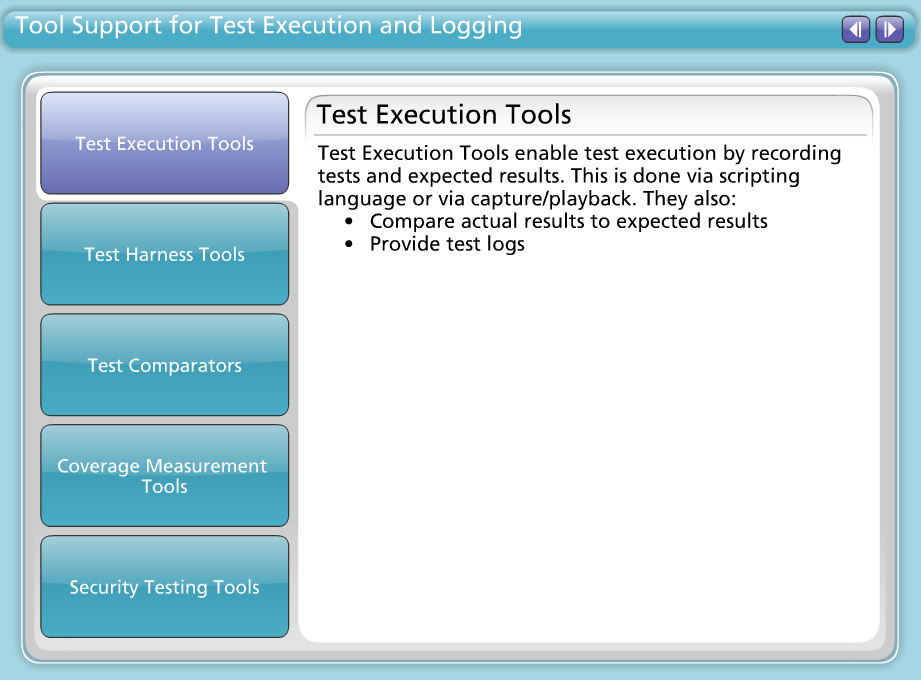 Tool Support for Test Execution and Logging
Test Execution Tools
Test Harness Tools
Test Comparators
Coverage Measurement
Tools
Security Testing Tools
Test Execution Tools
Test Execution Tools enable test execution by recording
tests and expected results. This is done via scripting
language or via capture/playback. They also:
• Compare actual results to expected results
• Provide test logs